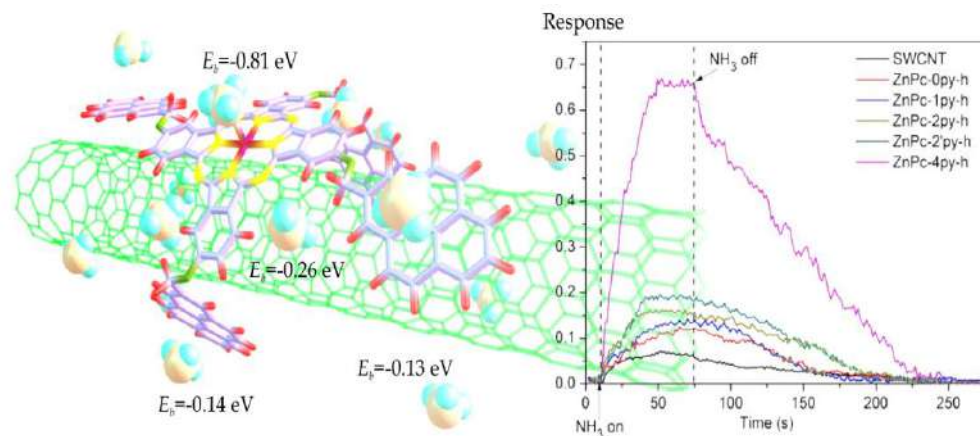 E_b=-0.81 eV
E_b=-0.26 eV
E_b=-0.13 eV
E_b=-0.14 eV
Response
0.7
0.6
0.5
0.4
0.3
0.2
0.1
0.0
NH3 off
SWCNT
ZnPc-0py-h
ZnPc-1py-h
ZnPc-2py-h
ZnPc-2'py-h
ZnPc-4py-h
0 50 100 150 200 250
Time (s)
NH3 on